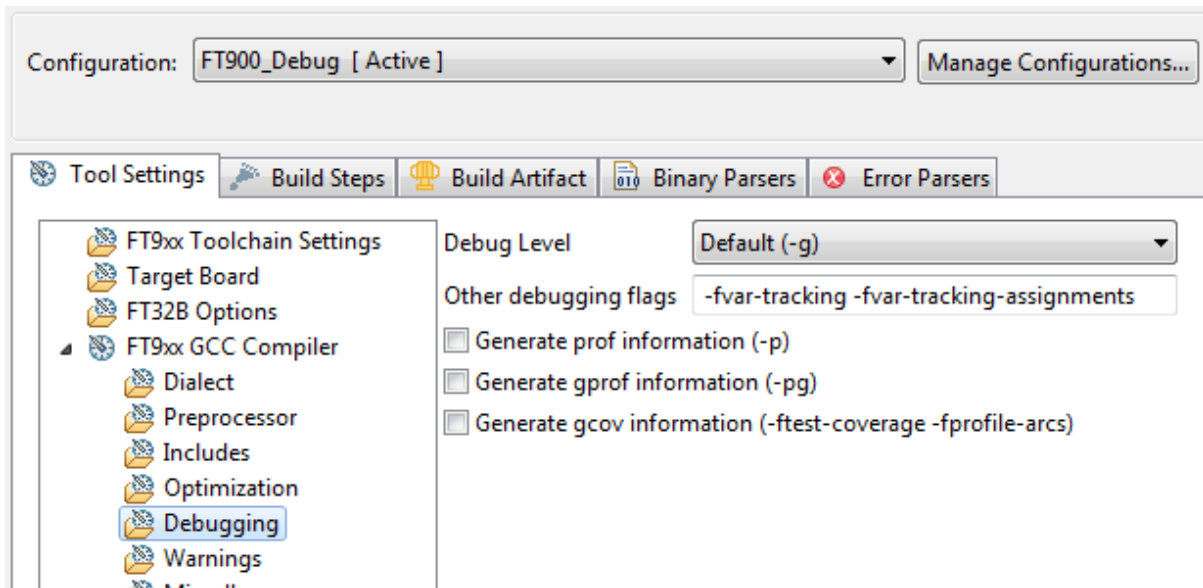 Configuration: FT900_Debug [ Active ] Manage Configurations...
Tool Settings Build Steps Build Artifact Binary Parsers Error Parsers
FT9xx Toolchain Settings
Target Board
FT32B Options
FT9xx GCC Compiler
Dialect
Preprocessor
Includes
Optimization
Debugging
Warnings
Debug Level Default (-g)
Other debugging flags -fvar-tracking -fvar-tracking-assignments
Generate prof information (-p)
Generate gprof information (-pg)
Generate gcov information (-ftest-coverage -fprofile-arcs)